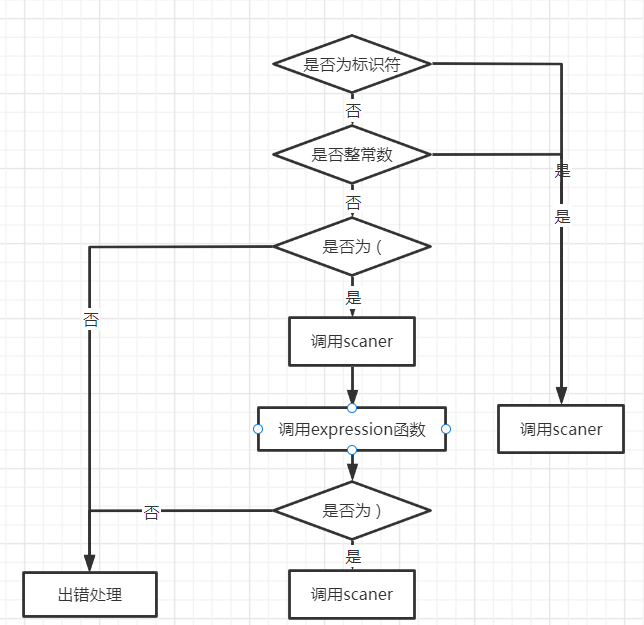 是否为标识符
否
是否整常数
是
否
是
是否为 (
是
否
调用scaner
调用expression函数
调用scaner
是否为 )
否
是
出错处理
调用scaner